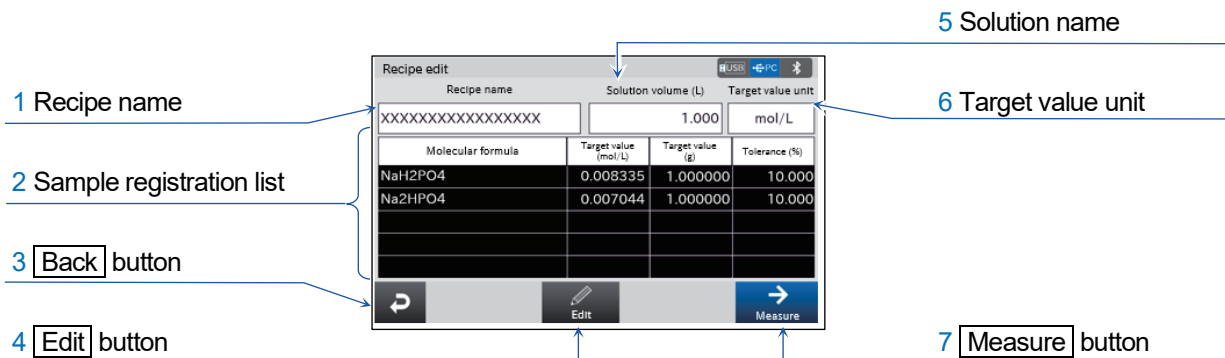 5 Solution name
Recipe edit
USB PC
Recipe name Solution volume (L) Target value unit
1 Recipe name
6 Target value unit
XXXXXXXXXXXXXXXXX 1.000 mol/L
Molecular formula Target value (mol/L) Target value (g) Tolerance (%)
NaH2PO4 0.008335 1.000000 10.000
2 Sample registration list
Na2HPO4 0.007044 1.000000 10.000
3 Back button
Edit
Measure
4 Edit button
7 Measure button